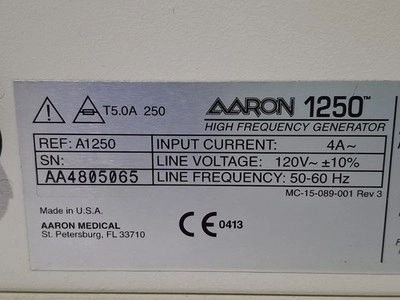 T5.0A 250
AARON 1250™
HIGH FREQUENCY GENERATOR
REF: A1250
INPUT CURRENT: 4A~
SN:
LINE VOLTAGE: 120V~ ±10%
AA4805065
LINE FREQUENCY: 50-60 Hz
MC-15-089-001 Rev 3
Made in U.S.A.
AARON MEDICAL
St. Petersburg, FL 33710
CE 0413